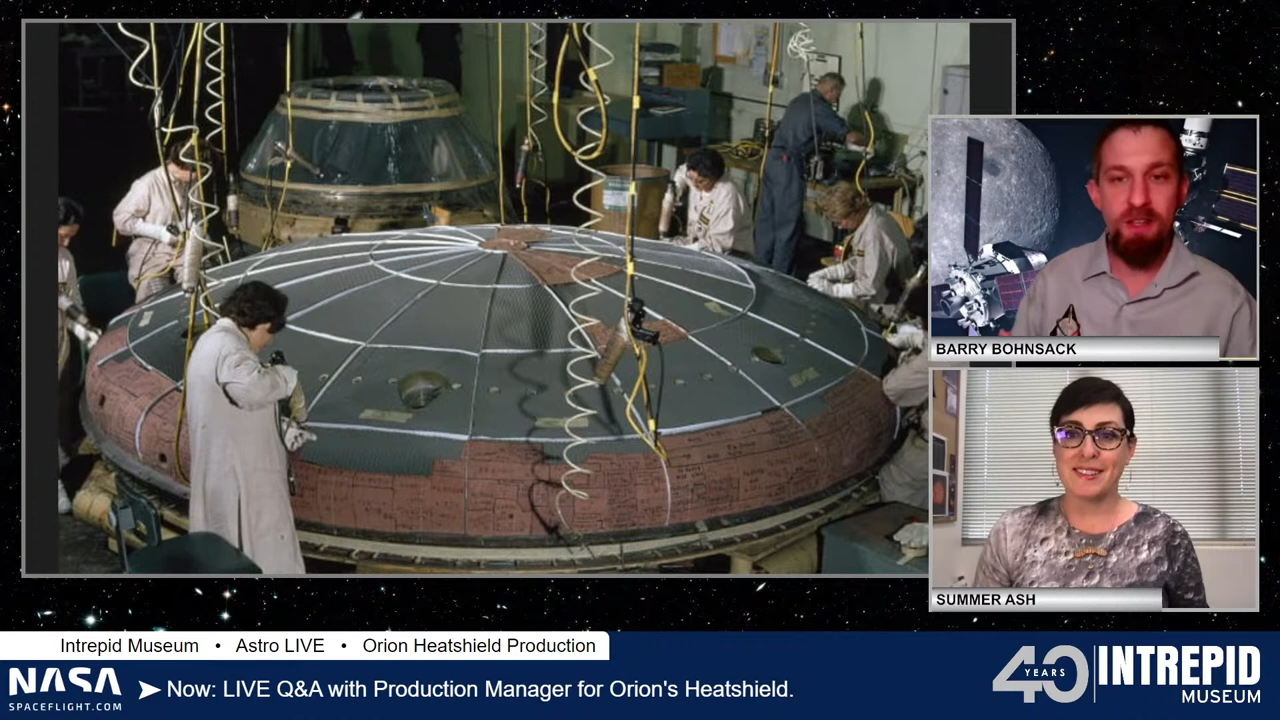 BARRY BOHNSACK
SUMMER ASH
Intrepid Museum • Astro LIVE • Orion Heatshield Production
NASA
SPACEFLIGHT.COM
Now: LIVE Q&A with Production Manager for Orion's Heatshield.
40
YEARS
INTREPID
MUSEUM